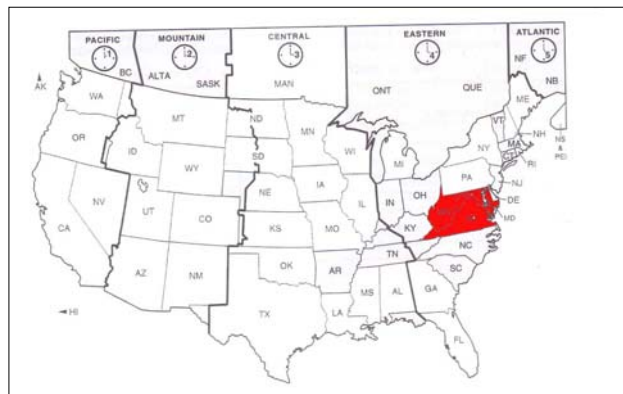 PACIFIC
MOUNTAIN
CENTRAL
EASTERN
ATLANTIC
1
2
3
4
5
BC
ALTA
SASK
MAN
ONT
QUE
NF
NB
AK
WA
MT
ND
MN
ME
VT
NH
NS
&
PEI
OR
ID
SD
WI
MI
NY
MA
CT
RI
WY
NE
IA
PA
NJ
NV
UT
CO
IL
IN
OH
DE
MD
CA
KS
MO
KY
AZ
NM
OK
AR
TN
NC
SC
HI
TX
LA
MS
AL
GA
FL